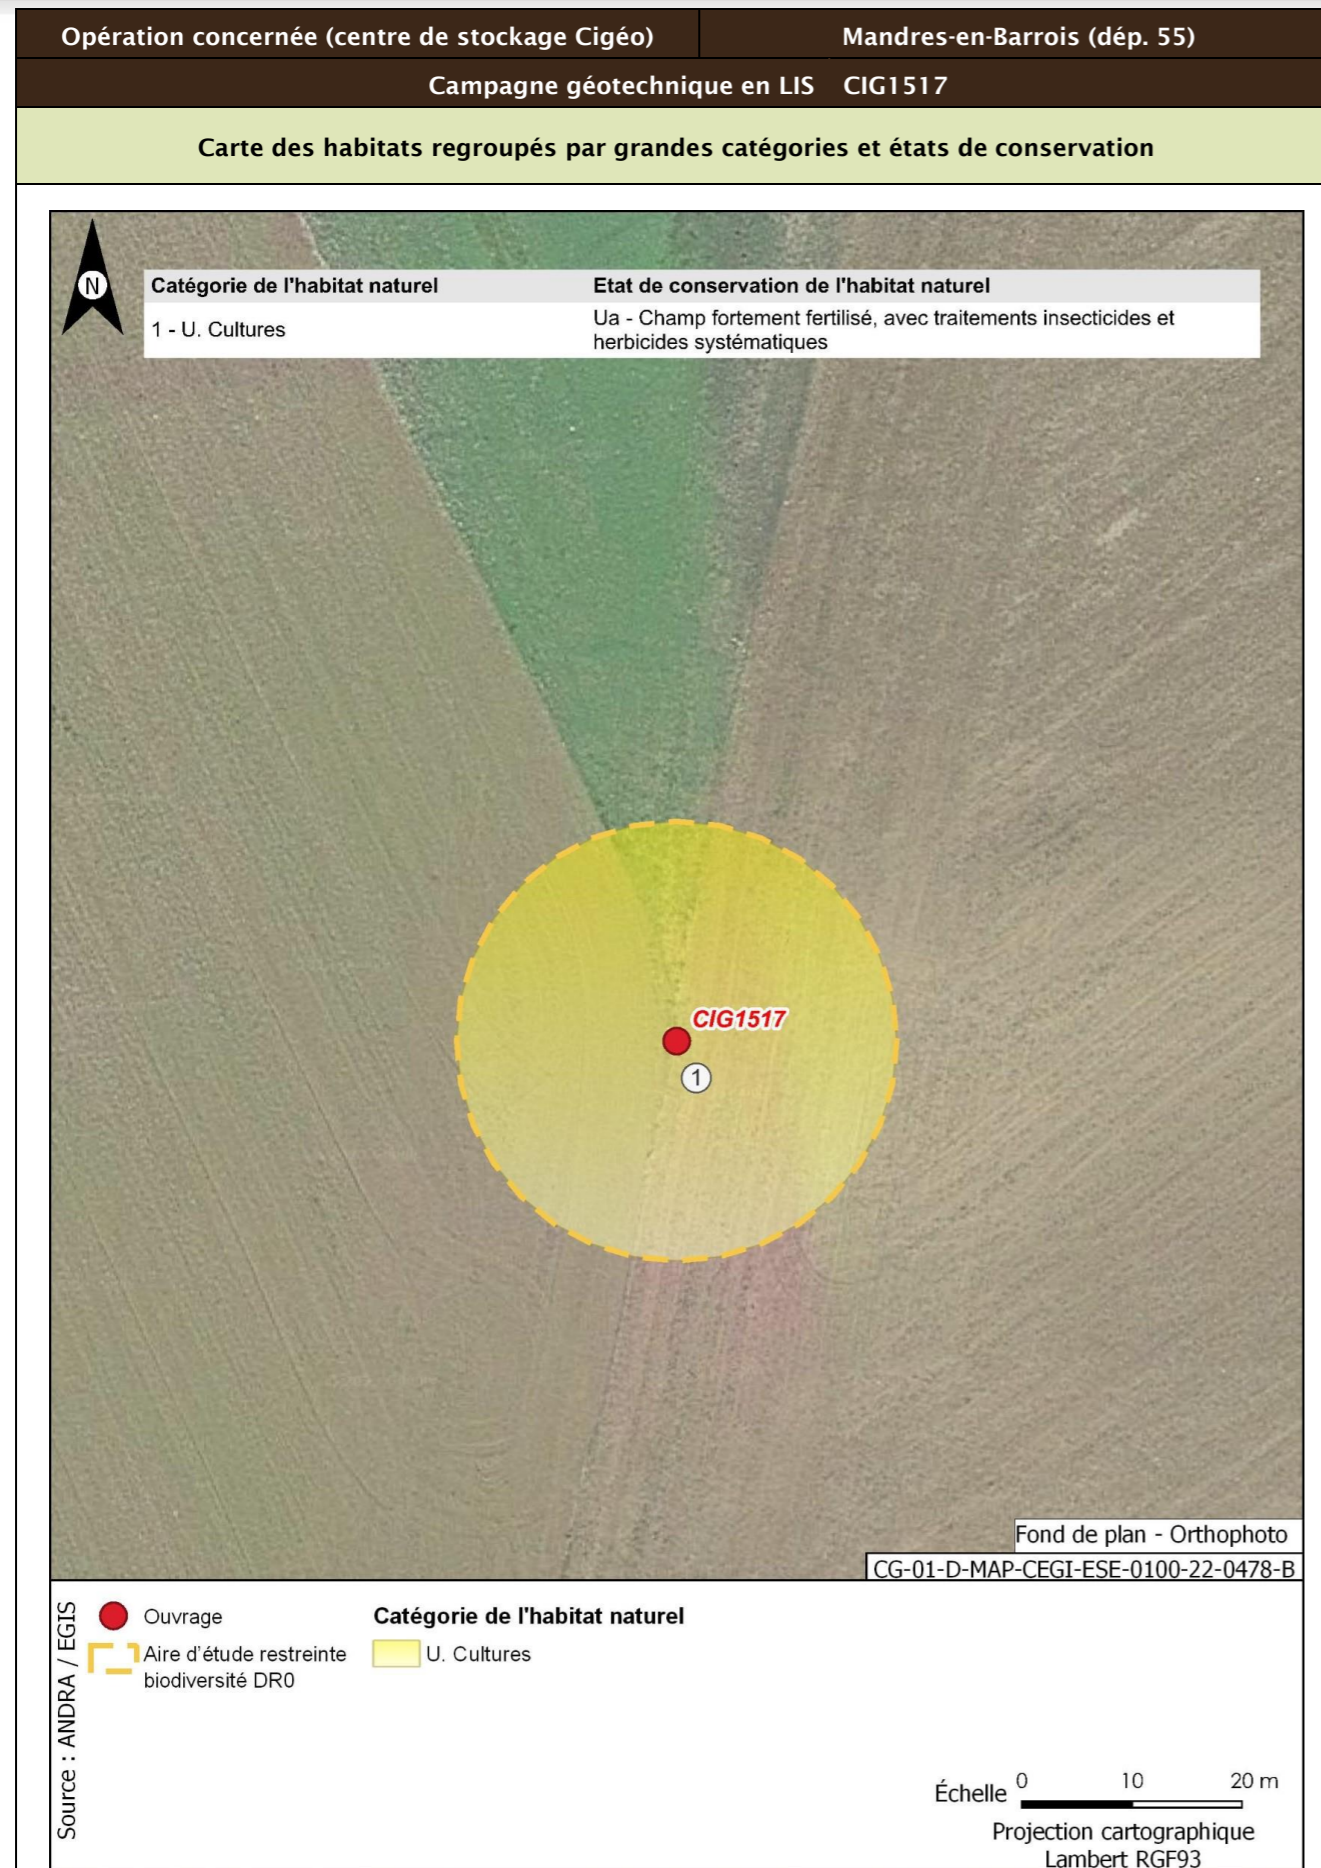 Opération concernée (centre de stockage Cigéo) Mandres-en-Barrois (dép. 55)
Campagne géotechnique en LIS CIG1517
Carte des habitats regroupés par grandes catégories et états de conservation
N
Catégorie de l'habitat naturel Etat de conservation de l'habitat naturel
1 - U. Cultures Ua - Champ fortement fertilisé, avec traitements insecticides et
herbicides systématiques
CIG1517
1
Fond de plan - Orthophoto
CG-01-D-MAP-CEGI-ESE-0100-22-0478-B
Source : ANDRA / EGIS
Ouvrage
Aire d'étude restreinte
biodiversité DR0
Catégorie de l'habitat naturel
U. Cultures
Échelle 0 10 20 m
Projection cartographique
Lambert RGF93